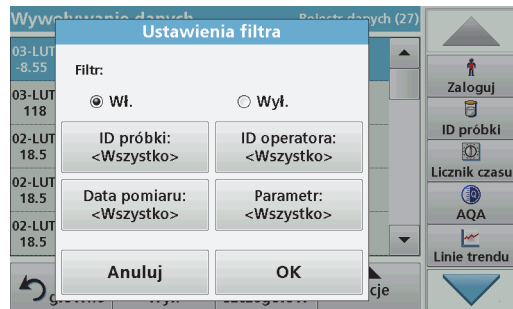 Wywoływanie danych
Rejestr danych (27)
Ustawienia filtra
Filtr:
Wł.
Wył.
ID próbki:
<Wszystko>
ID operatora:
<Wszystko>
Data pomiaru:
<Wszystko>
Parametr:
<Wszystko>
Anuluj
OK
03-LUT
-8.55
03-LUT
118
02-LUT
18.5
02-LUT
18.5
02-LUT
18.5
Zaloguj
ID próbki
Licznik czasu
AQA
Linie trendu